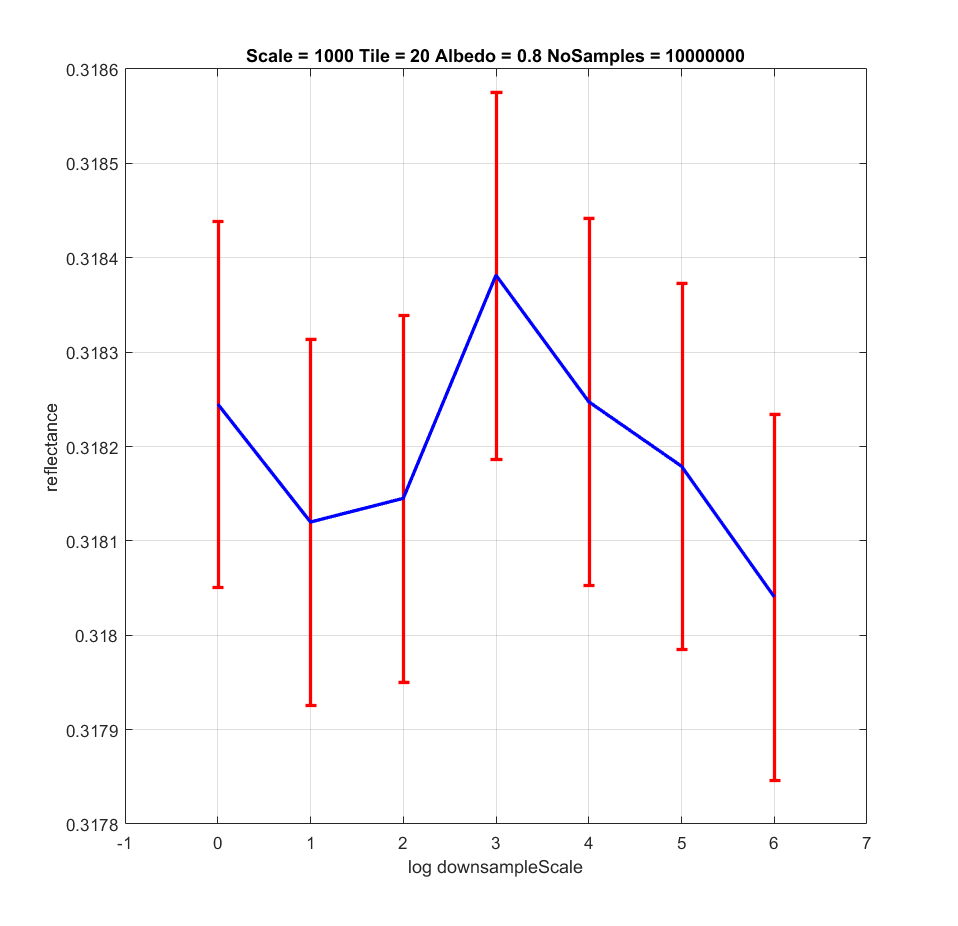 Scale = 1000 Tile = 20 Albedo = 0.8 NoSamples = 10000000
0.3186
0.3185
0.3184
0.3183
0.3182
0.3181
0.318
0.3179
0.3178
reflectance
-1 0 1 2 3 4 5 6 7
log downsampleScale